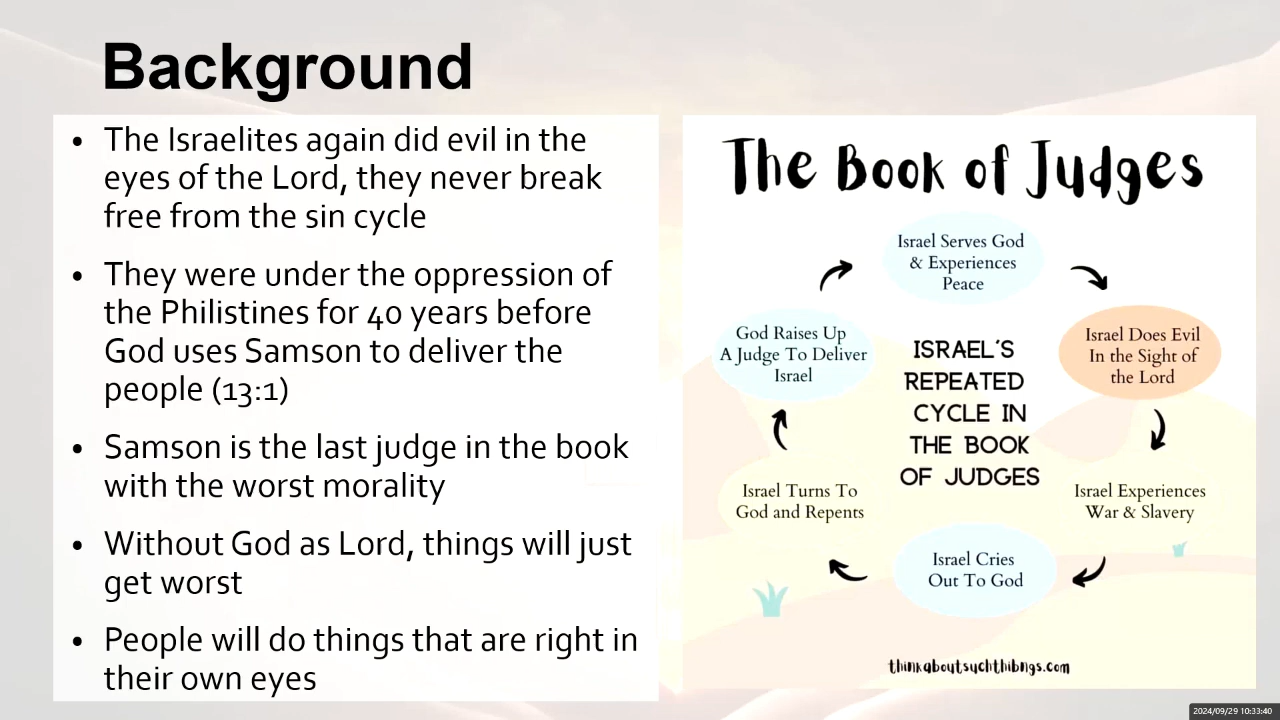 Background
• The Israelites again did evil in the
eyes of the Lord, they never break
free from the sin cycle
• They were under the oppression of
the Philistines for 40 years before
God uses Samson to deliver the
people (13:1)
• Samson is the last judge in the book
with the worst morality
• Without God as Lord, things will just
get worst
• People will do things that are right in
their own eyes
The Book of Judges
Israel Serves God
& Experiences
Peace
Israel Does Evil
In the Sight of
the Lord
Israel Experiences
War & Slavery
Israel Cries
Out To God
Israel Turns To
God and Repents
God Raises Up
A Judge To Deliver
Israel
ISRAEL'S
REPEATED
CYCLE IN
THE BOOK
OF JUDGES
thinkaboutsuchthibngs.com
2024/09/29 10:33:40